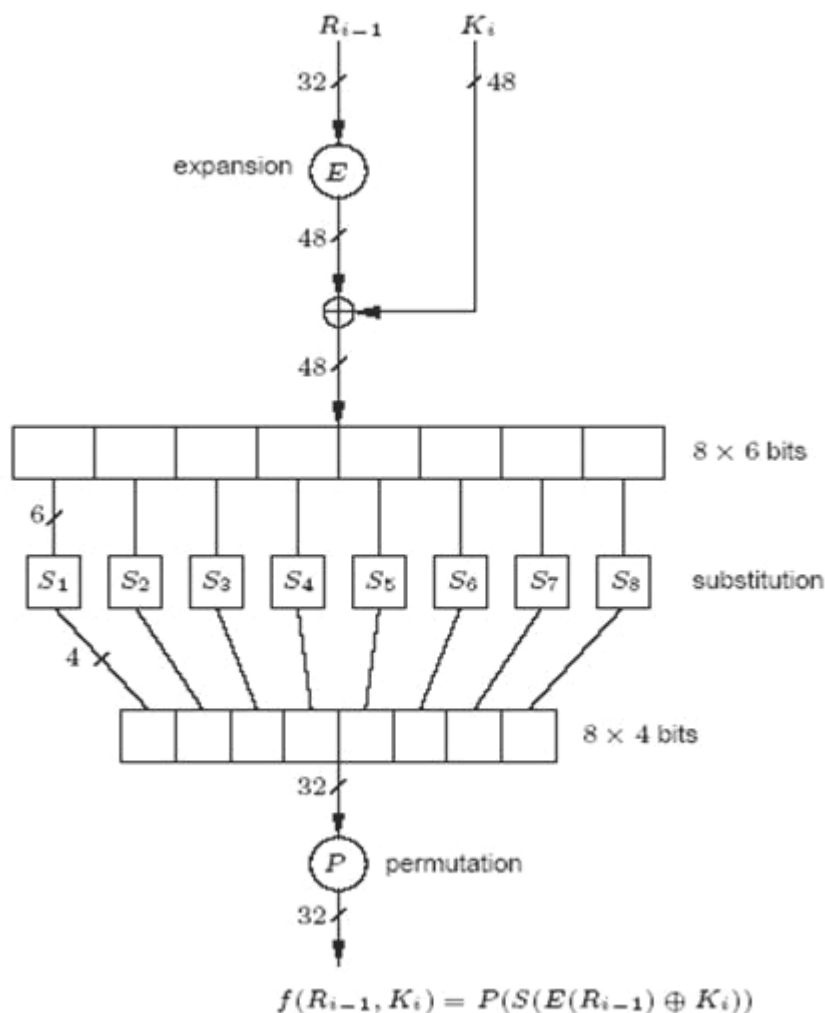 R_{i-1} K_i
32 48
expansion E
48
48
8 × 6 bits
6
S_1 S_2 S_3 S_4 S_5 S_6 S_7 S_8 substitution
4
8 × 4 bits
32
P permutation
32
f(R_{i-1}, K_i) = P(S(E(R_{i-1}) ⊕ K_i))